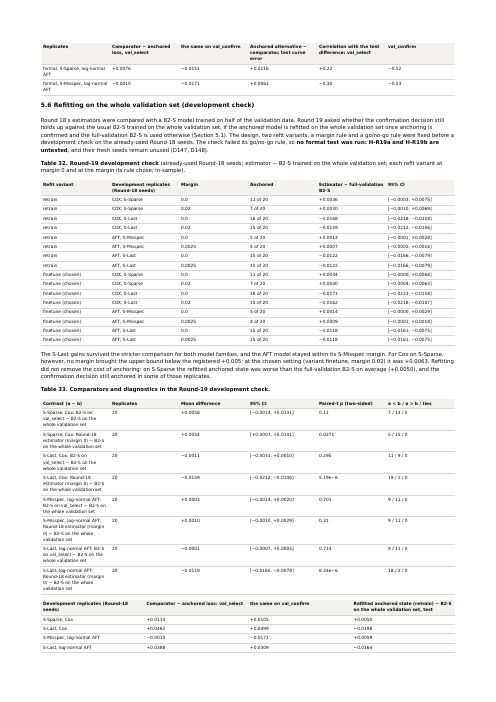 Replicates Comparator − anchored loss, val_select the same on val_confirm Anchored alternative − comparator, test curve error Correlation with the test difference: val_select val_confirm
formal, S-Sparse, log-normal AFT +0.0076 −0.0151 +0.0116 +0.22 −0.52
formal, S-Misspec, log-normal AFT −0.0010 −0.0171 +0.0061 −0.30 −0.53
5.6 Refitting on the whole validation set (development check)
Round 18's estimators were compared with a B2-S model trained on half of the validation data. Round 19 asked whether the confirmation decision still
holds up against the usual B2-S trained on the whole validation set, if the anchored model is refitted on the whole validation set once anchoring is
confirmed and the full-validation B2-S is used otherwise (Section 5.1). The design, two refit variants, a margin rule and a go/no-go rule were fixed before a
development check on the already-used Round-18 seeds. The check failed its go/no-go rule, so no formal test was run: H-R19a and H-R19b are
untested, and their fresh seeds remain unused (D147, D148).
Table 32. Round-19 development check (already-used Round-18 seeds; estimator − B2-S trained on the whole validation set; each refit variant at
margin 0 and at the margin its rule chose; in-sample).
Refit variant Development replicates (Round-18 seeds) Margin Anchored Estimator − full-validation B2-S 95% CI
retrain COX, S-Sparse 0.0 11 of 20 +0.0036 [−0.0003, +0.0075]
retrain COX, S-Sparse 0.02 7 of 20 +0.0030 [−0.0010, +0.0069]
retrain COX, S-Last 0.0 16 of 20 −0.0168 [−0.0218, −0.0118]
retrain COX, S-Last 0.02 15 of 20 −0.0159 [−0.0212, −0.0106]
retrain AFT, S-Misspec 0.0 5 of 20 +0.0013 [−0.0001, +0.0028]
retrain AFT, S-Misspec 0.0025 4 of 20 +0.0007 [−0.0002, +0.0016]
retrain AFT, S-Last 0.0 15 of 20 −0.0122 [−0.0166, −0.0079]
retrain AFT, S-Last 0.0025 15 of 20 −0.0122 [−0.0166, −0.0079]
finetune (chosen) COX, S-Sparse 0.0 11 of 20 +0.0034 [−0.0000, +0.0068]
finetune (chosen) COX, S-Sparse 0.02 7 of 20 +0.0030 [−0.0004, +0.0063]
finetune (chosen) COX, S-Last 0.0 16 of 20 −0.0171 [−0.0223, −0.0118]
finetune (chosen) COX, S-Last 0.02 15 of 20 −0.0162 [−0.0218, −0.0107]
finetune (chosen) AFT, S-Misspec 0.0 5 of 20 +0.0014 [−0.0000, +0.0029]
finetune (chosen) AFT, S-Misspec 0.0025 4 of 20 +0.0009 [−0.0001, +0.0018]
finetune (chosen) AFT, S-Last 0.0 15 of 20 −0.0118 [−0.0161, −0.0075]
finetune (chosen) AFT, S-Last 0.0025 15 of 20 −0.0118 [−0.0161, −0.0075]
The S-Last gains survived the stricter comparison for both model families, and the AFT model stayed within its S-Misspec margin. For Cox on S-Sparse,
however, no margin brought the upper bound below the registered +0.005; at the chosen setting (variant finetune, margin 0.02) it was +0.0063. Refitting
did not remove the cost of anchoring: on S-Sparse the refitted anchored state was worse than the full-validation B2-S on average (+0.0050), and the
confirmation decision still anchored in some of those replicates.
Table 33. Comparators and diagnostics in the Round-19 development check.
Contrast (a − b) Replicates Mean difference 95% CI Paired-t p (two-sided) a < b / a > b / ties
S-Sparse, Cox: B2-S on val_select − B2-S on the whole validation set 20 +0.0058 [−0.0014, +0.0131] 0.11 7 / 13 / 0
S-Sparse, Cox: Round-18 estimator (margin 0) − B2-S on the whole validation set 20 +0.0054 [+0.0007, +0.0101] 0.0271 5 / 15 / 0
S-Last, Cox: B2-S on val_select − B2-S on the whole validation set 20 −0.0011 [−0.0031, +0.0010] 0.295 11 / 9 / 0
S-Last, Cox: Round-18 estimator (margin 0) − B2-S on the whole validation set 20 −0.0159 [−0.0212, −0.0106] 5.19e−6 19 / 1 / 0
S-Misspec, log-normal AFT: B2-S on val_select − B2-S on the whole validation set 20 +0.0003 [−0.0014, +0.0020] 0.701 9 / 11 / 0
S-Misspec, log-normal AFT: Round-18 estimator (margin 0) − B2-S on the whole validation set 20 +0.0010 [−0.0010, +0.0029] 0.31 9 / 11 / 0
S-Last, log-normal AFT: B2-S on val_select − B2-S on the whole validation set 20 −0.0001 [−0.0007, +0.0005] 0.714 9 / 11 / 0
S-Last, log-normal AFT: Round-18 estimator (margin 0) − B2-S on the whole validation set 20 −0.0119 [−0.0160, −0.0078] 8.24e−6 18 / 2 / 0
Development replicates (Round-18 seeds) Comparator − anchored loss: val_select the same on val_confirm Refitted anchored state (retrain) − B2-S on the whole validation set, test
S-Sparse, Cox +0.0114 +0.0105 +0.0050
S-Last, Cox +0.0462 +0.0499 −0.0198
S-Misspec, log-normal AFT −0.0010 −0.0171 +0.0059
S-Last, log-normal AFT +0.0388 +0.0309 −0.0164